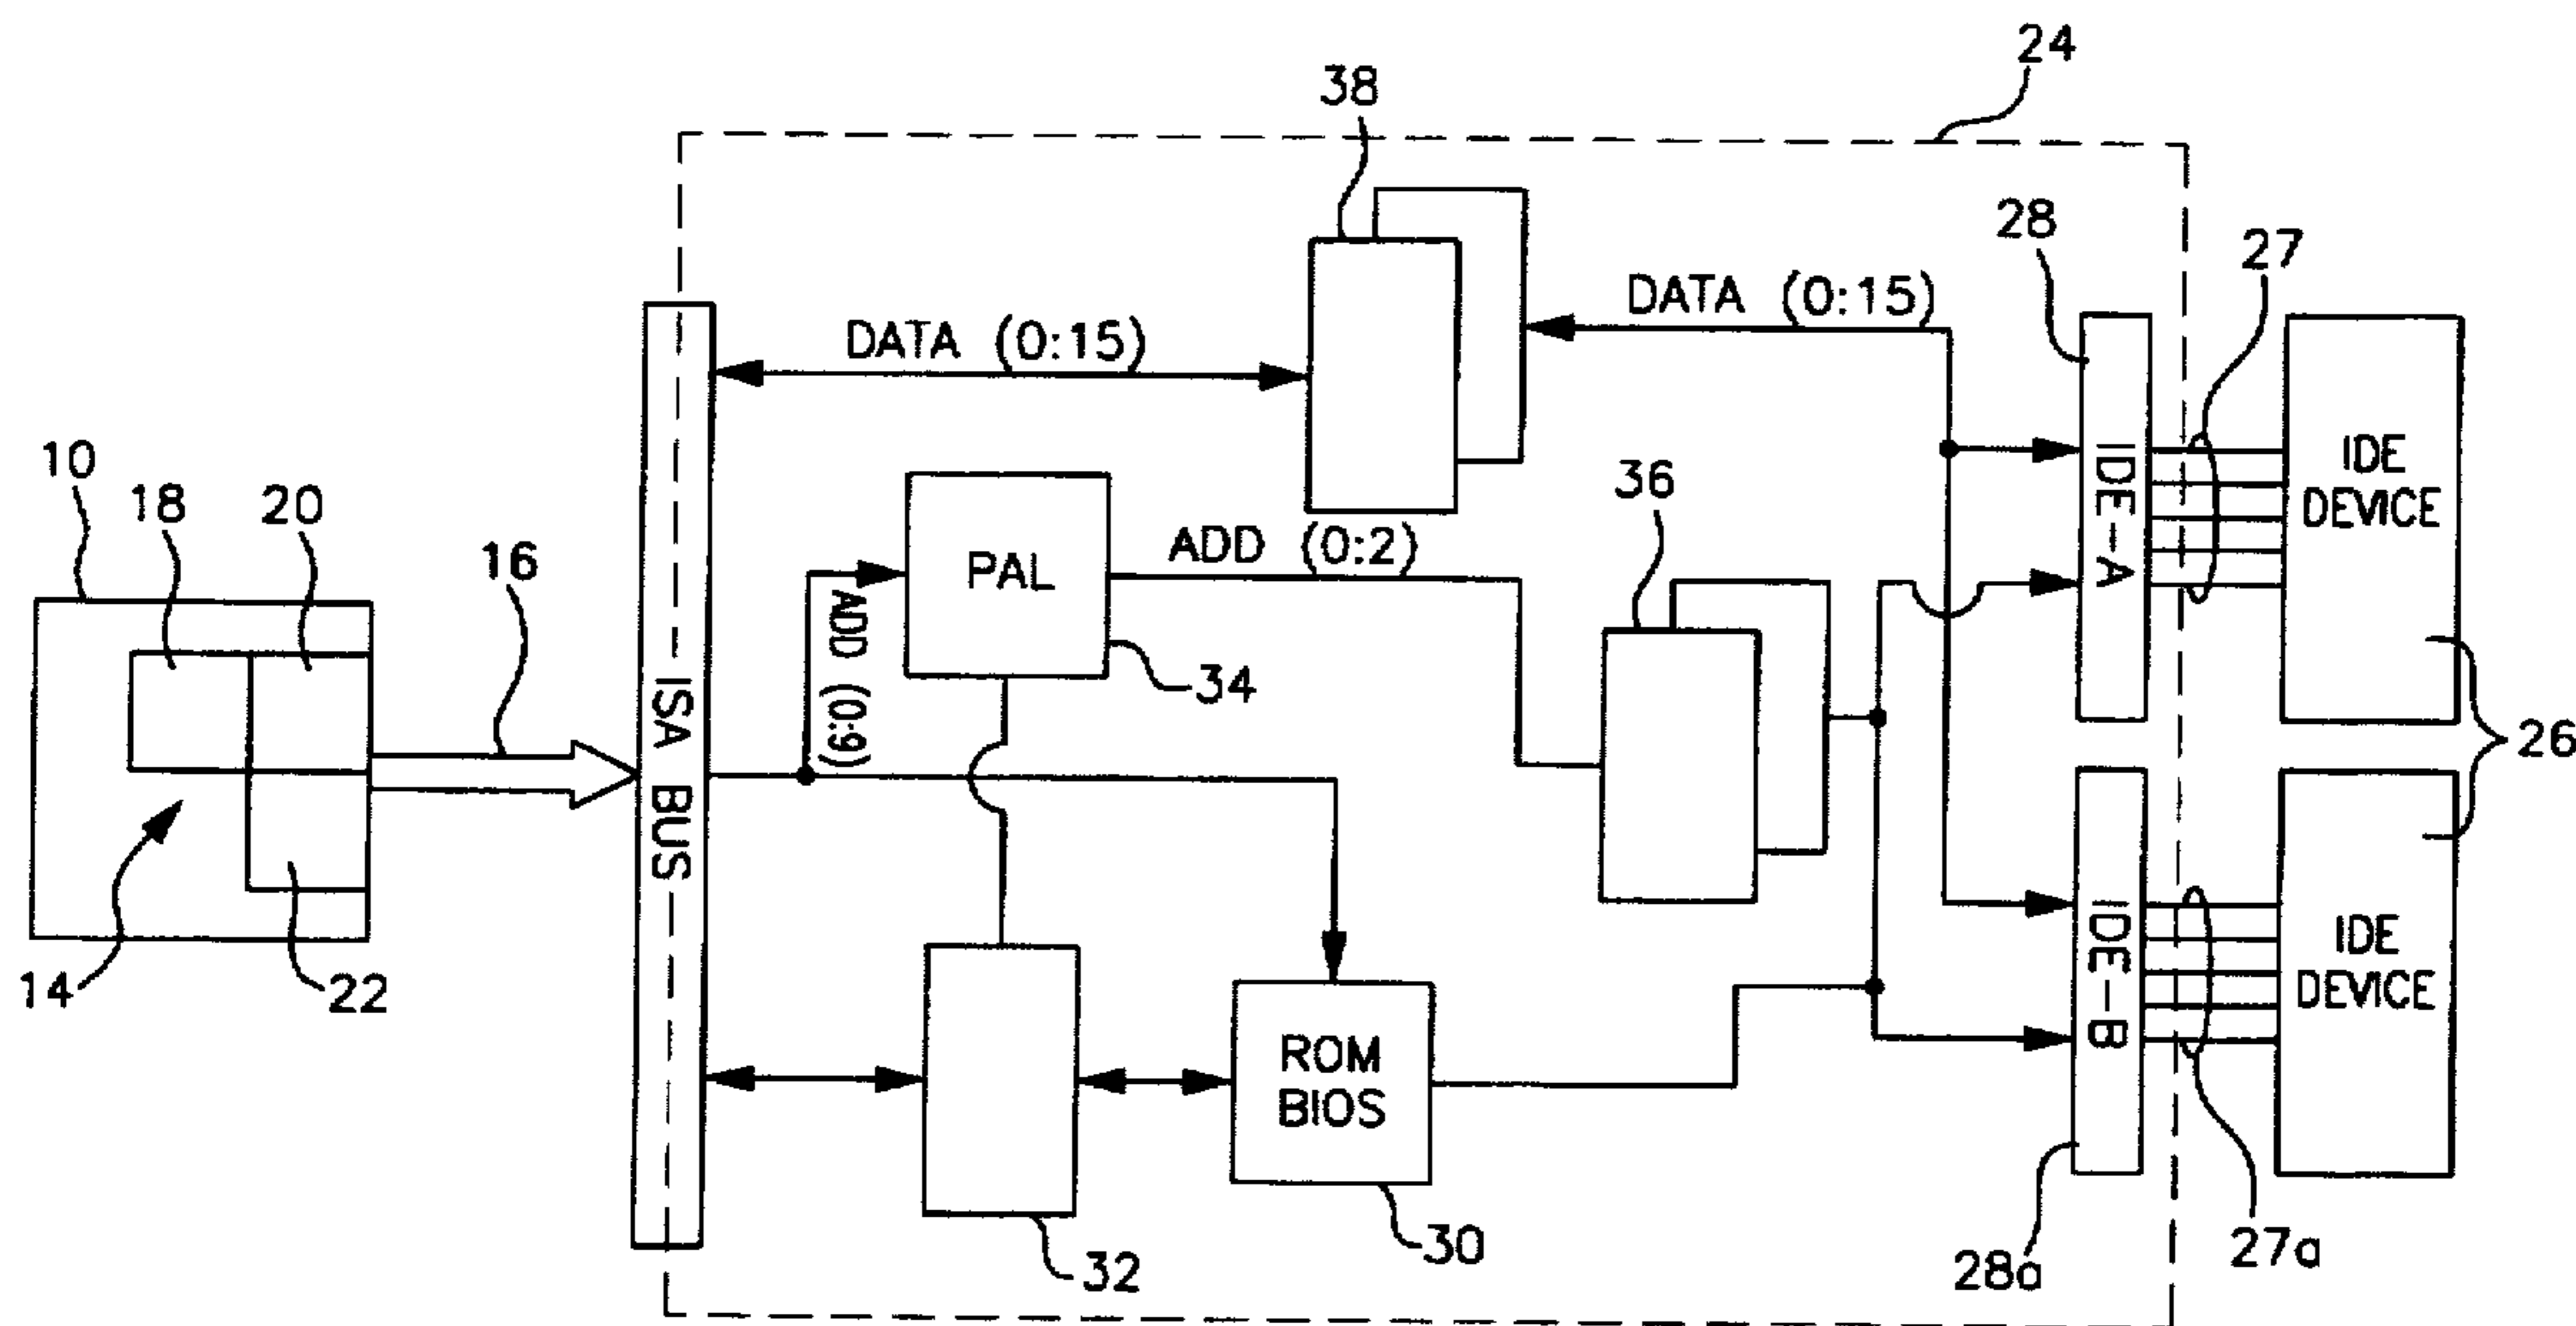 24
38
28
27
DATA (0:15)
DATA (0:15)
10
18
20
16
36
IDE
DEVICE
IDE-A
PAL
ADD (0:2)
ADD (0:9)
34
26
ISA BUS
14
22
IDE
DEVICE
IDE-B
ROM
BIOS
32
30
28a
27a